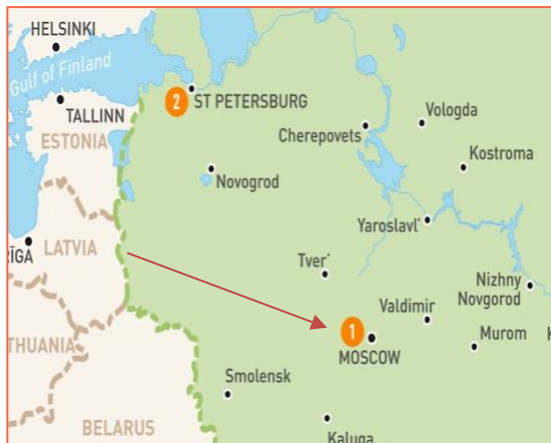 HELSINKI
Gulf of Finland
TALLINN
ESTONIA
2
ST PETERSBURG
Cherepovets
Vologda
Kostroma
Novogrod
RĪGA
LATVIA
Yaroslavl'
Tver'
Nizhny
Novgorod
Valdimir
1
MOSCOW
Murom
K
THUANIA
Smolensk
BELARUS
Kaluga